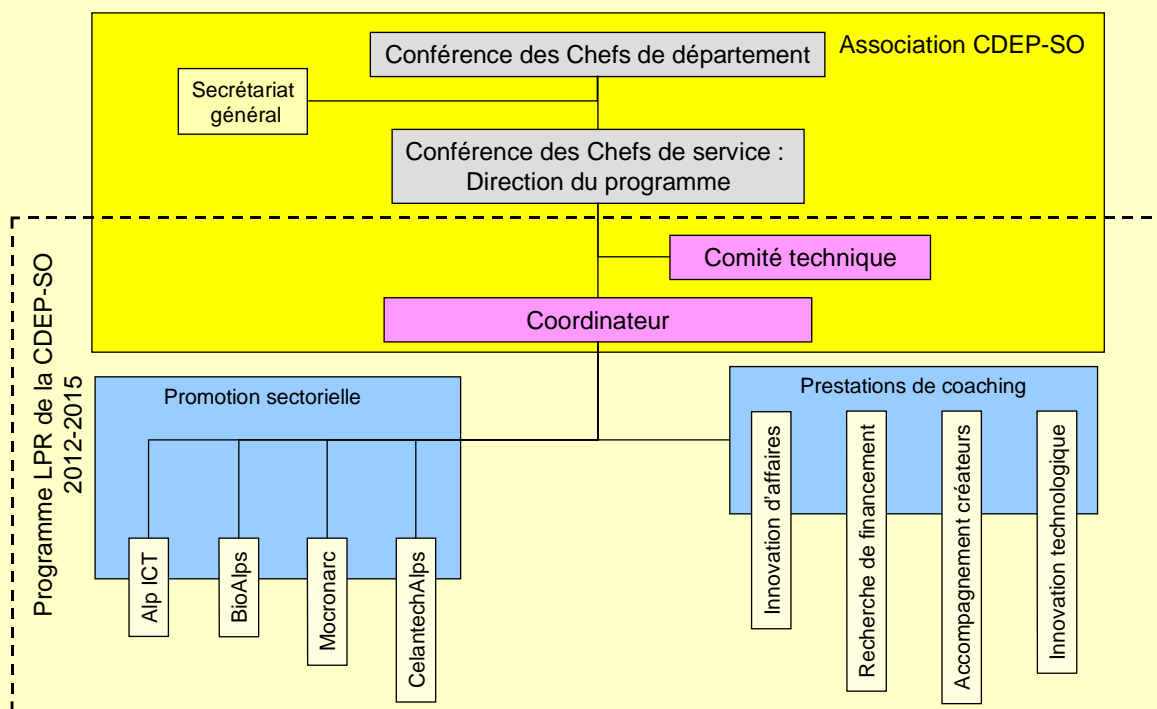 Association CDEP-SO
Conférence des Chefs de département
Secrétariat
général
Conférence des Chefs de service :
Direction du programme
Comité technique
Coordinateur
Programme LPR de la CDEP-SO
2012-2015
Promotion sectorielle
Alp ICT
BioAlps
Mocronarc
CelantechAlps
Prestations de coaching
Innovation d’affaires
Recherche de financement
Accompagnement créateurs
Innovation technologique